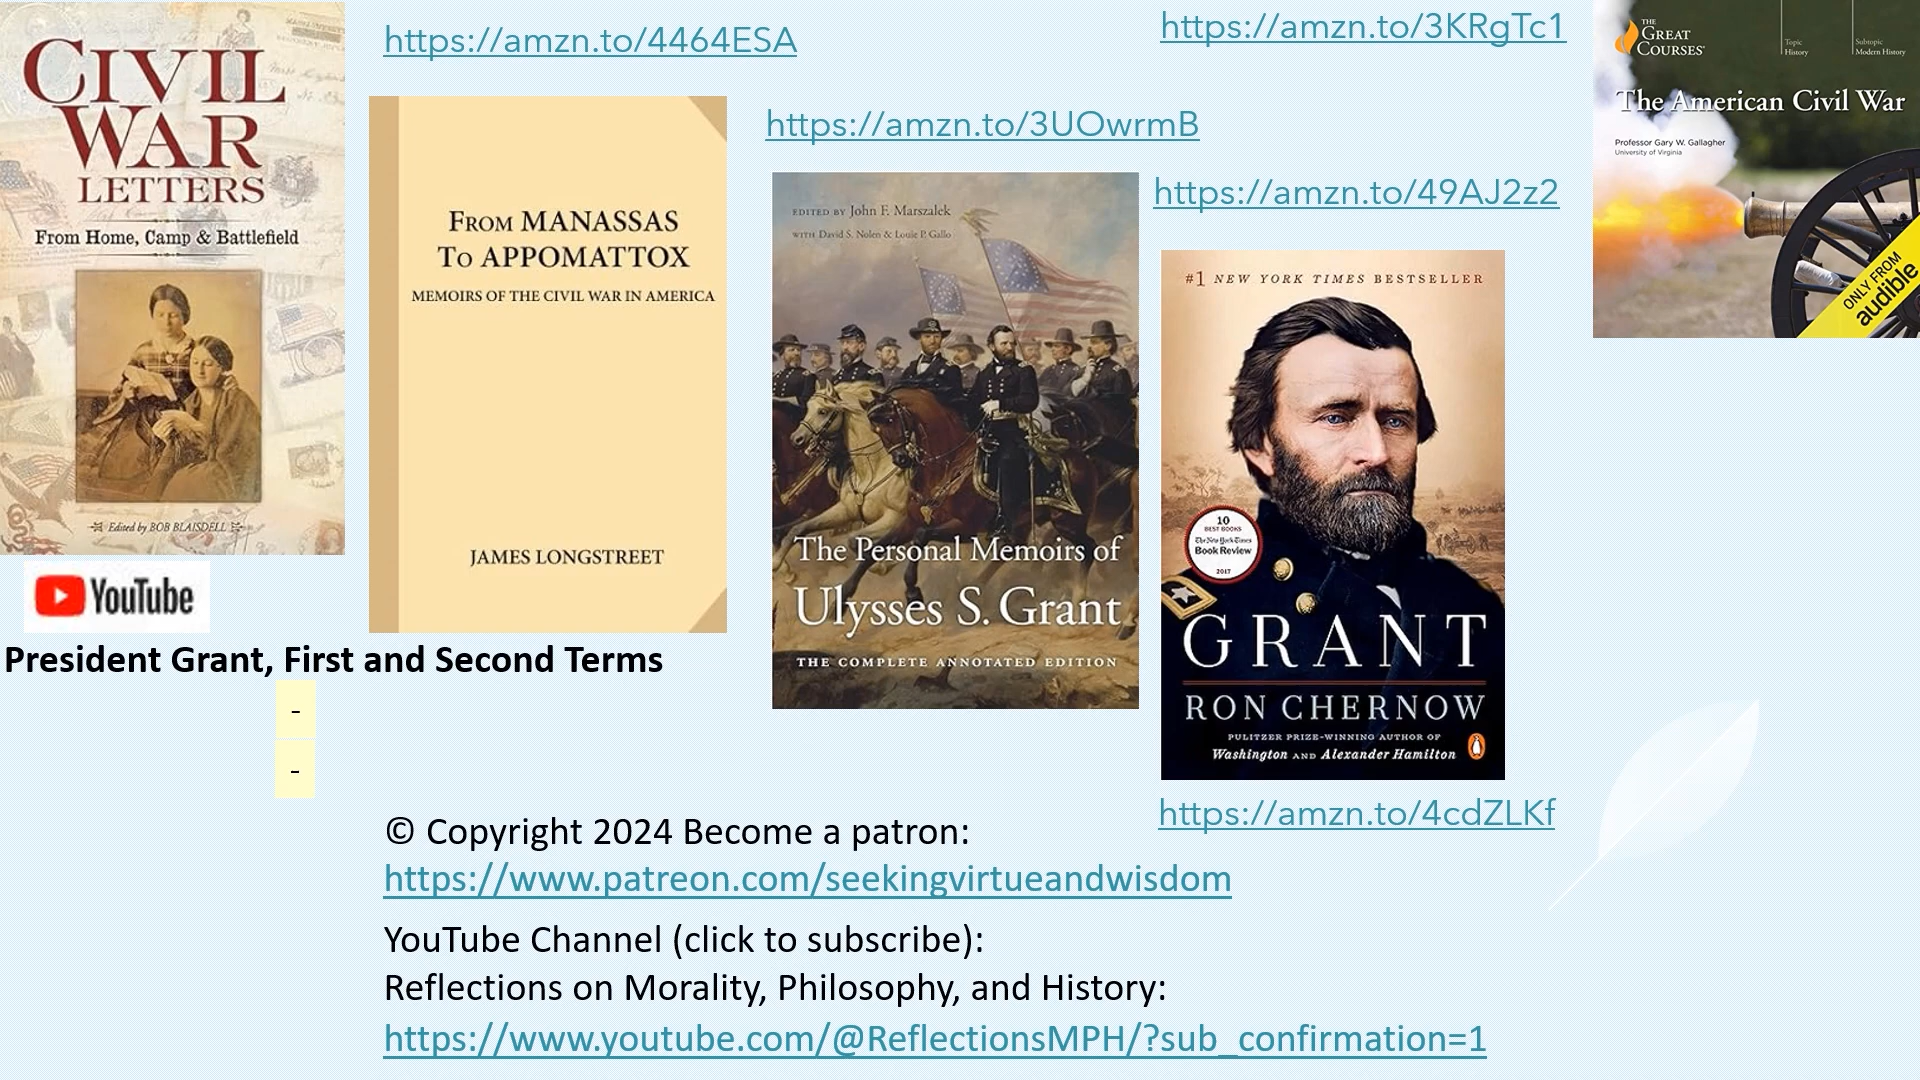 CIVIL
WAR
LETTERS
From Home, Camp & Battlefield
Edited by BOB BLAISDELL
YouTube
President Grant, First and Second Terms
-
-
https://amzn.to/4464ESA
FROM MANASSAS
TO APPOMATTOX
MEMOIRS OF THE CIVIL WAR IN AMERICA
JAMES LONGSTREET
https://amzn.to/3UOwrmB
EDITED BY John F. Marszalek
WITH David S. Nolen & Louie P. Gallo
The Personal Memoirs of
Ulysses S. Grant
THE COMPLETE ANNOTATED EDITION
https://amzn.to/3KRgTc1
https://amzn.to/49AJ2z2
#1 NEW YORK TIMES BESTSELLER
10
BEST BOOKS
The New York Times
Book Review
2017
GRANT
RON CHERNOW
PULITZER PRIZE-WINNING AUTHOR OF
Washington AND Alexander Hamilton
https://amzn.to/4cdZLKf
THE
GREAT
COURSES
Topic
History
Subtopic
Modern History
The American Civil War
Professor Gary W. Gallagher
University of Virginia
ONLY FROM
audible
© Copyright 2024 Become a patron:
https://www.patreon.com/seekingvirtueandwisdom
YouTube Channel (click to subscribe):
Reflections on Morality, Philosophy, and History:
https://www.youtube.com/@ReflectionsMPH/?sub_confirmation=1